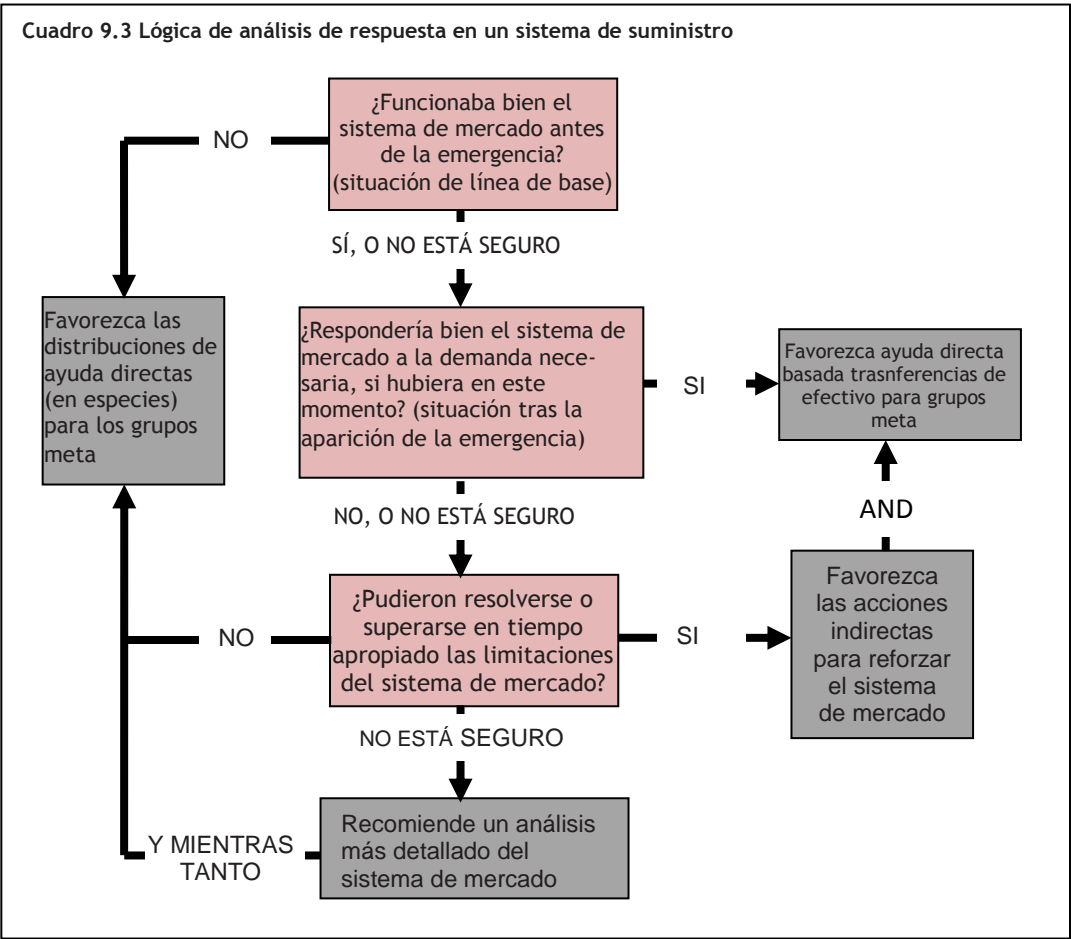 Cuadro 9.3 Lógica de análisis de respuesta en un sistema de suministro
¿Funcionaba bien el
sistema de mercado antes
de la emergencia?
(situación de línea de base)
NO
SÍ, O NO ESTÁ SEGURO
Favorezca las
distribuciones de
ayuda directas
(en especies)
para los grupos
meta
¿Respondería bien el sistema de
mercado a la demanda nece-
saria, si hubiera en este
momento? (situación tras la
aparición de la emergencia)
SI
Favorezca ayuda directa
basada trasnferencias de
efectivo para grupos
meta
NO, O NO ESTÁ SEGURO
AND
¿Pudieron resolverse o
superarse en tiempo
apropiado las limitaciones
del sistema de mercado?
NO
SI
Favorezca
las acciones
indirectas
para reforzar
el sistema
de mercado
NO ESTÁ SEGURO
Recomiende un análisis
más detallado del
sistema de mercado
Y MIENTRAS
TANTO